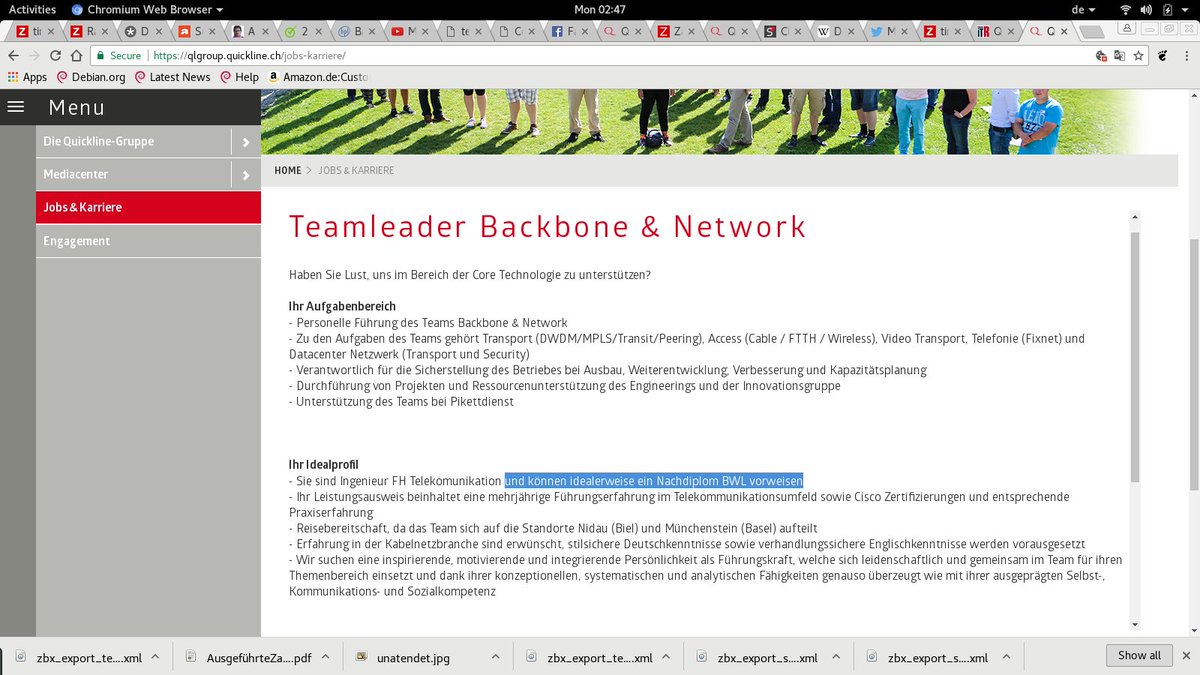 Activities
Chromium Web Browser
Mon 02:47
de
Secure
https://qlgroup.quickline.ch/jobs-karriere/
Apps
Debian.org
Latest News
Help
Amazon.de:Custo
Menu
Die Quickline-Gruppe
Mediacenter
Jobs & Karriere
Engagement
HOME > JOBS & KARRIERE
Teamleader Backbone & Network
Haben Sie Lust, uns im Bereich der Core Technologie zu unterstützen?
Ihr Aufgabenbereich
- Personelle Führung des Teams Backbone & Network
- Zu den Aufgaben des Teams gehört Transport (DWDM/MPLS/Transit/Peering), Access (Cable / FTTH / Wireless), Video Transport, Telefonie (Fixnet) und
Datacenter Netzwerk (Transport und Security)
- Verantwortlich für die Sicherstellung des Betriebes bei Ausbau, Weiterentwicklung, Verbesserung und Kapazitätsplanung
- Durchführung von Projekten und Ressourcenunterstützung des Engineerings und der Innovationsgruppe
- Unterstützung des Teams bei Pikettdienst
Ihr Idealprofil
- Sie sind Ingenieur FH Telekomunikation und können idealerweise ein Nachdiplom BWL vorweisen
- Ihr Leistungsausweis beinhaltet eine mehrjährige Führungserfahrung im Telekommunikationsumfeld sowie Cisco Zertifizierungen und entsprechende
Praxiserfahrung
- Reisebereitschaft, da das Team sich auf die Standorte Nidau (Biel) und Münchenstein (Basel) aufteilt
- Erfahrung in der Kabelnetzbranche sind erwünscht, stilsichere Deutschkenntnisse sowie verhandlungssichere Englischkenntnisse werden vorausgesetzt
- Wir suchen eine inspirierende, motivierende und integrierende Persönlichkeit als Führungskraft, welche sich leidenschaftlich und gemeinsam im Team für ihren
Themenbereich einsetzt und dank ihrer konzeptionellen, systematischen und analytischen Fähigkeiten genauso überzeugt wie mit ihrer ausgeprägten Selbst-,
Kommunikations- und Sozialkompetenz
zbx_export_te....xml
AusgeführteZa....pdf
unatendet.jpg
zbx_export_te....xml
zbx_export_s....xml
zbx_export_s....xml
Show all